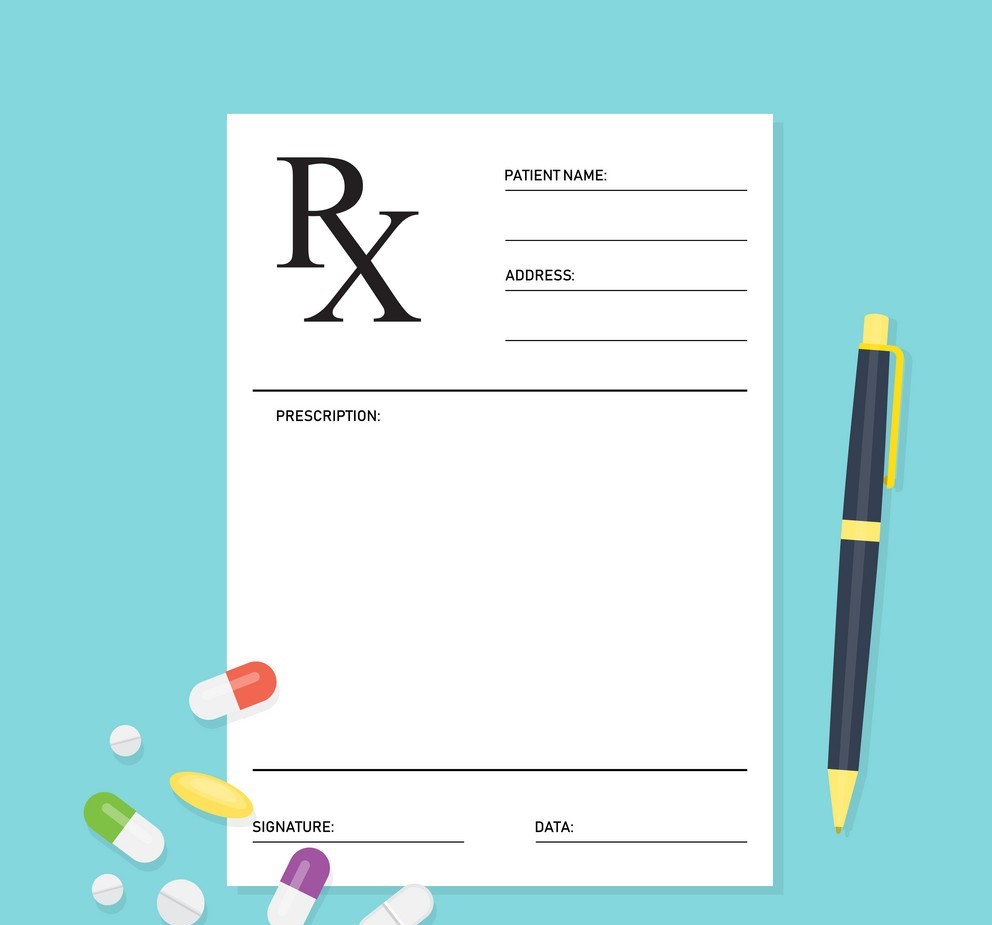 Rx
PATIENT NAME:
ADDRESS:
PRESCRIPTION:
SIGNATURE: DATA: